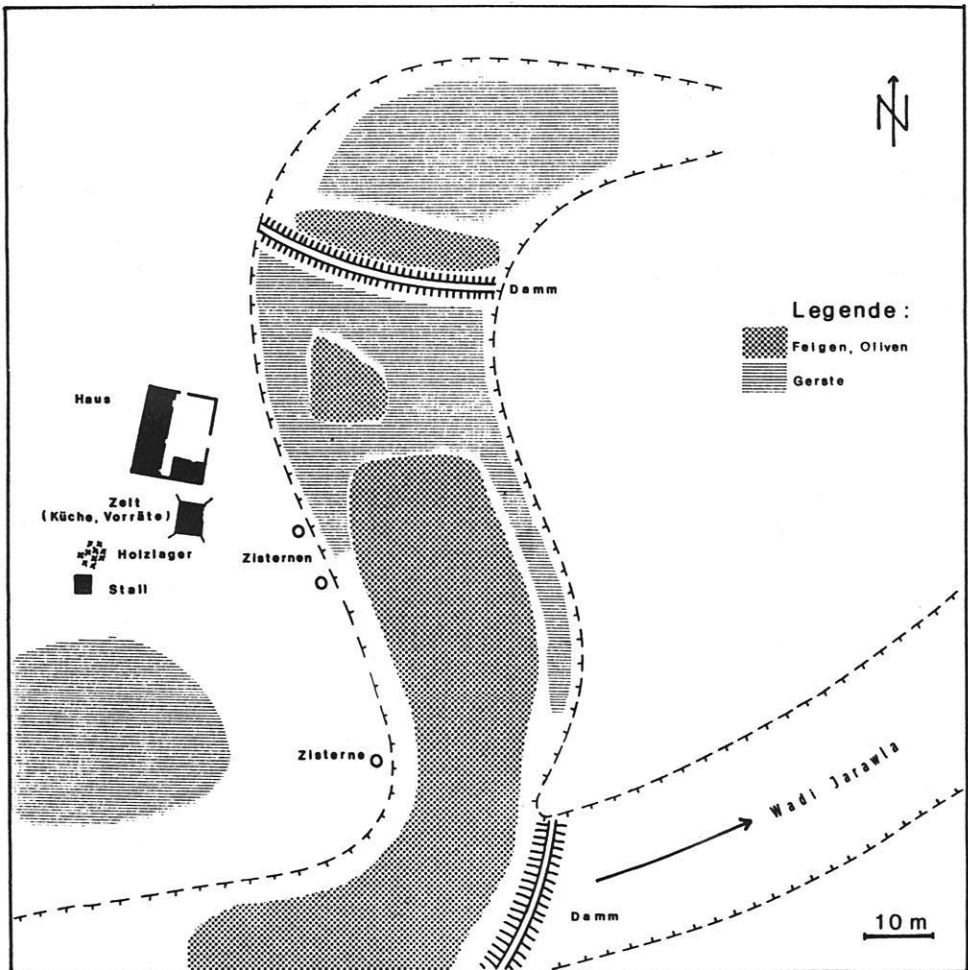 N
Damm
Legende :
Feigen, Oliven
Gerste
Haus
Zelt
(Küche, Vorräte)
Holzlager
Zisternen
Stall
Zisterne
Wadi Jarawla
Damm
10 m